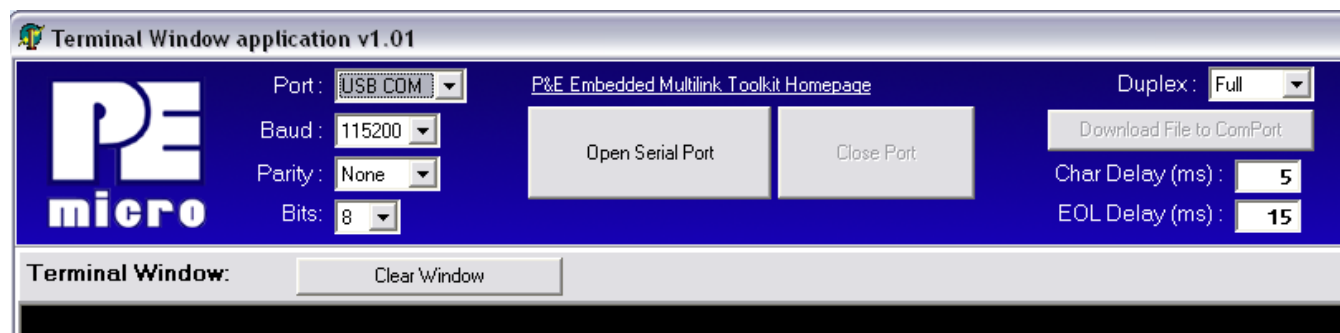 Terminal Window application v1.01
PE
micro
Port : USB COM
Baud : 115200
Parity : None
Bits: 8
P&E Embedded Multilink Toolkit Homepage
Open Serial Port
Close Port
Duplex : Full
Download File to ComPort
Char Delay (ms) : 5
EOL Delay (ms) : 15
Terminal Window:
Clear Window